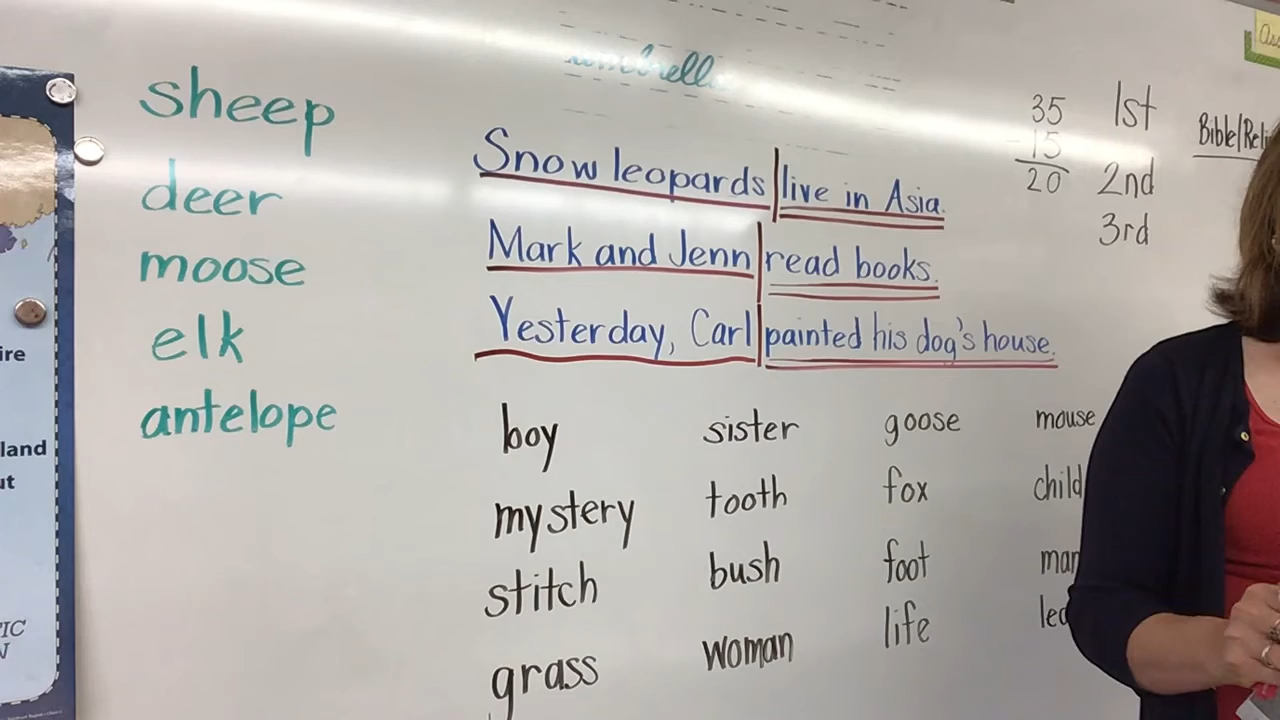 sheep
deer
moose
elk
antelope
Snow leopards live in Asia.
Mark and Jenn read books.
Yesterday, Carl painted his dog's house.
boy sister goose mouse
mystery tooth fox child
stitch bush foot
grass woman life
35
- 15
20
1st
2nd
3rd
land